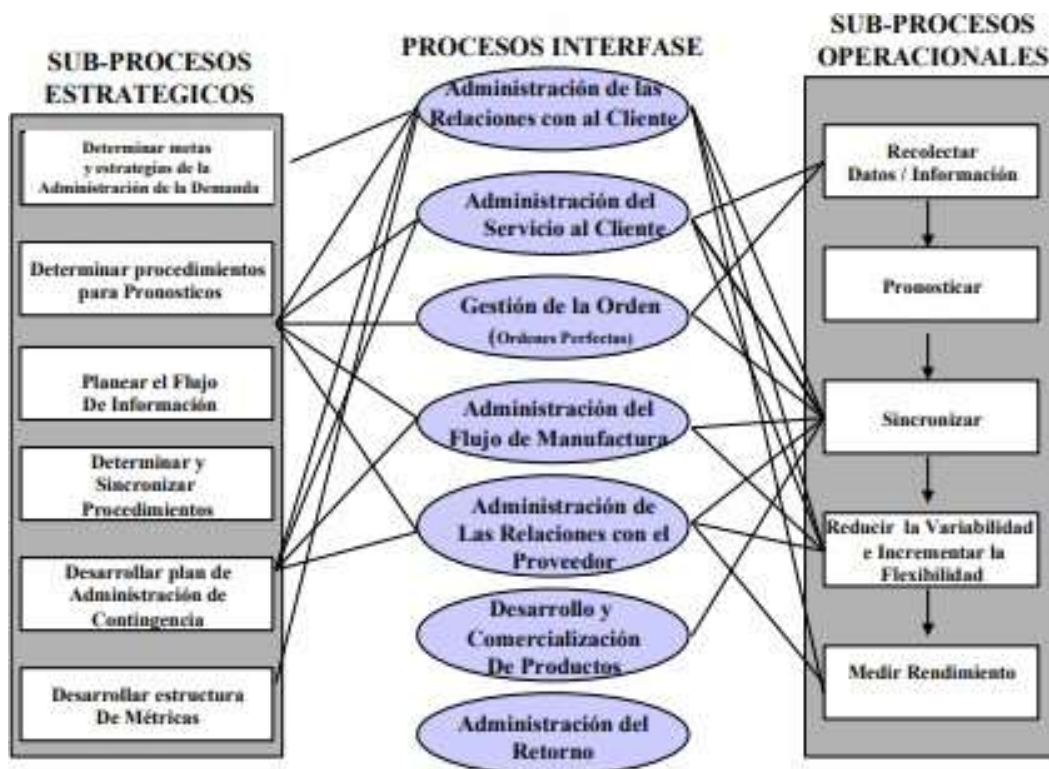 SUB-PROCESOS
ESTRATEGICOS
Determinar metas
y estrategias de la
Administración de la Demanda
Determinar procedimientos
para Pronosticos
Planear el Flujo
De Información
Determinar y
Sincronizar
Procedimientos
Desarrollar plan de
Administración de
Contingencia
Desarrollar estructura
De Métricas
PROCESOS INTERFASE
Administración de las
Relaciones con al Cliente
Administración del
Servicio al Cliente
Gestión de la Orden
(Ordenes Perfectas)
Administración del
Flujo de Manufactura
Administración de
Las Relaciones con el
Proveedor
Desarrollo y
Comercialización
De Productos
Administración del
Retorno
SUB-PROCESOS
OPERACIONALES
Recolectar
Datos / Información
Pronosticar
Sincronizar
Reducir la Variabilidad
e Incrementar la
Flexibilidad
Medir Rendimiento